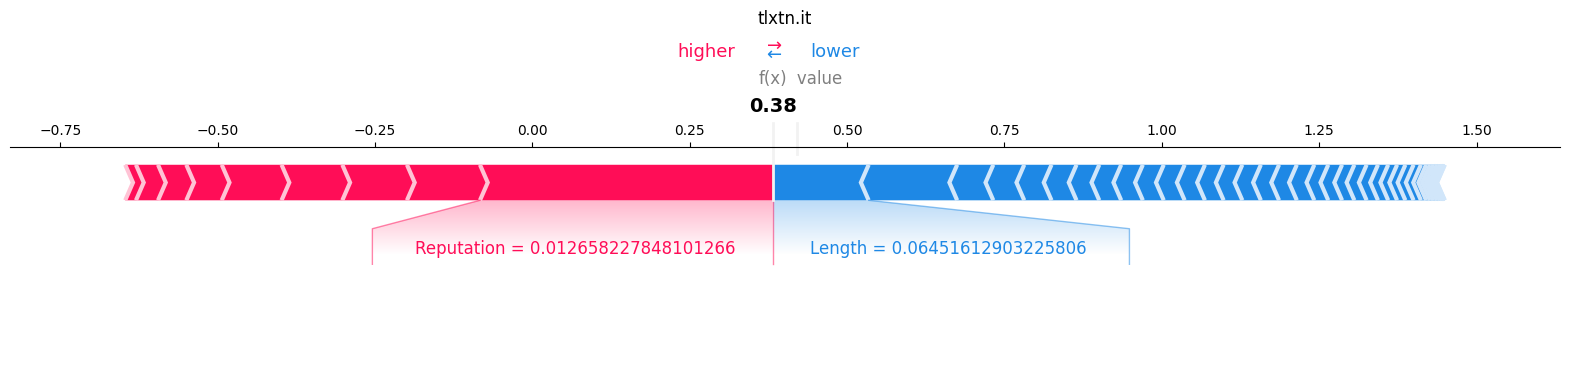 tlxtn.it
higher ⇄ lower
f(x) value
0.38
−0.75 −0.50 −0.25 0.00 0.25 0.50 0.75 1.00 1.25 1.50
Reputation = 0.012658227848101266 Length = 0.06451612903225806